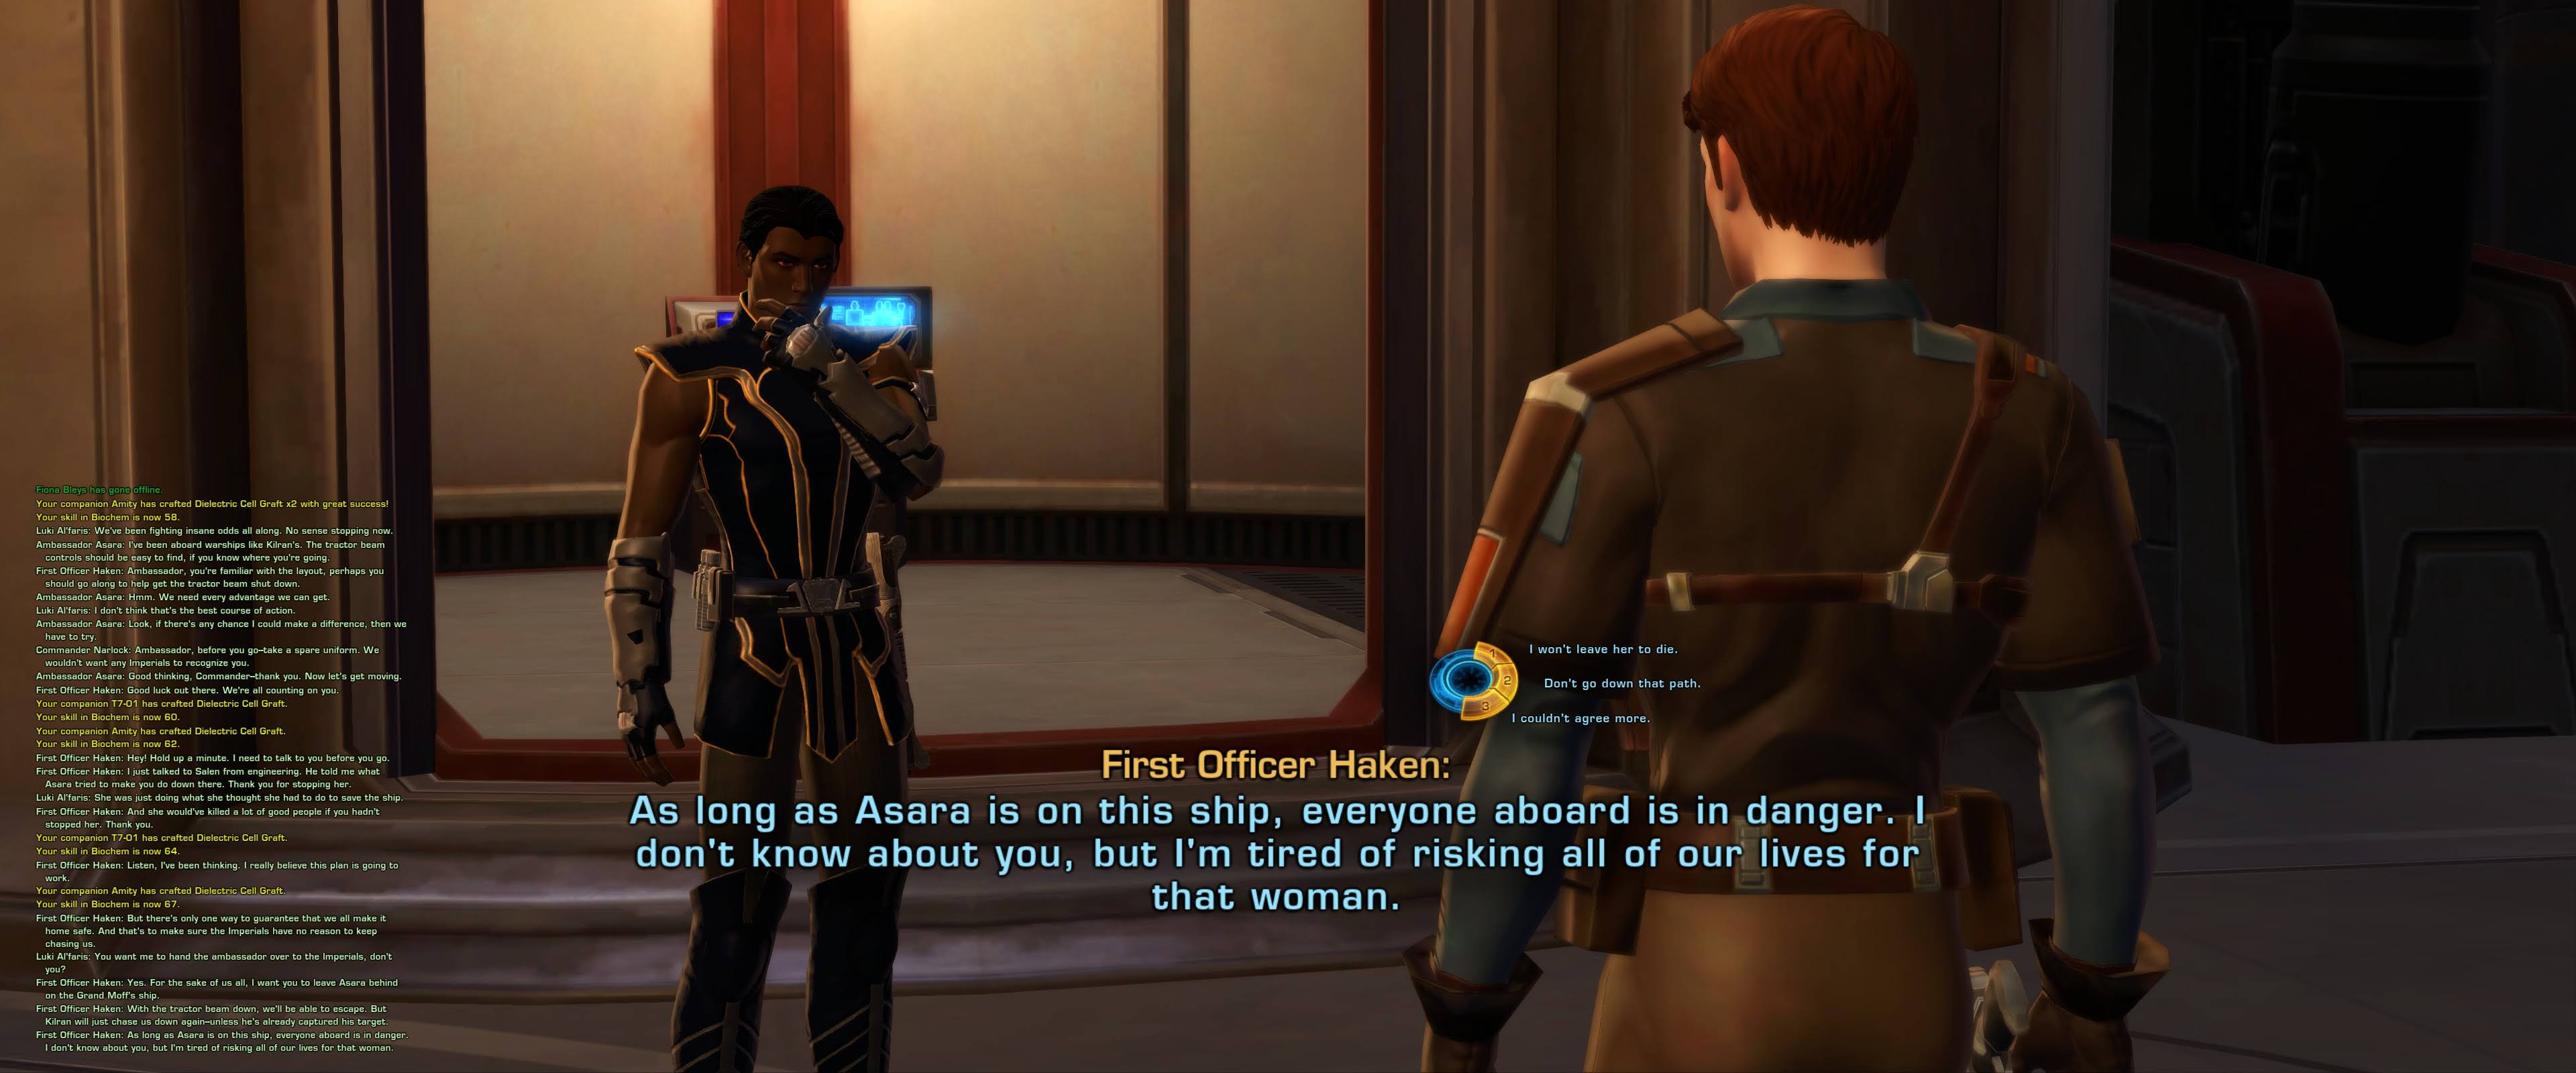 Fiona Bleys has gone offline.
Your companion Amity has crafted Dielectric Cell Graft x2 with great success!
Your skill in Biochem is now 58.
Luki Al'faris: We've been fighting insane odds all along. No sense stopping now.
Ambassador Asara: I've been aboard warships like Kilran's. The tractor beam
controls should be easy to find, if you know where you're going.
First Officer Haken: Ambassador, you're familiar with the layout, perhaps you
should go along to help get the tractor beam shut down.
Ambassador Asara: Hmm. We need every advantage we can get.
Luki Al'faris: I don't think that's the best course of action.
Ambassador Asara: Look, if there's any chance I could make a difference, then we
have to try.
Commander Narlock: Ambassador, before you go—take a spare uniform. We
wouldn't want any Imperials to recognize you.
Ambassador Asara: Good thinking, Commander—thank you. Now let's get moving.
First Officer Haken: Good luck out there. We're all counting on you.
Your companion T7-O1 has crafted Dielectric Cell Graft.
Your skill in Biochem is now 60.
Your companion Amity has crafted Dielectric Cell Graft.
Your skill in Biochem is now 62.
First Officer Haken: Hey! Hold up a minute. I need to talk to you before you go.
First Officer Haken: I just talked to Salen from engineering. He told me what
Asara tried to make you do down there. Thank you for stopping her.
Luki Al'faris: She was just doing what she thought she had to do to save the ship.
First Officer Haken: And she would've killed a lot of good people if you hadn't
stopped her. Thank you.
Your companion T7-O1 has crafted Dielectric Cell Graft.
Your skill in Biochem is now 64.
First Officer Haken: Listen, I've been thinking. I really believe this plan is going to
work.
Your companion Amity has crafted Dielectric Cell Graft.
Your skill in Biochem is now 67.
First Officer Haken: But there's only one way to guarantee that we all make it
home safe. And that's to make sure the Imperials have no reason to keep
chasing us.
Luki Al'faris: You want me to hand the ambassador over to the Imperials, don't
you?
First Officer Haken: Yes. For the sake of us all, I want you to leave Asara behind
on the Grand Moff's ship.
First Officer Haken: With the tractor beam down, we'll be able to escape. But
Kilran will just chase us down again—unless he's already captured his target.
First Officer Haken: As long as Asara is on this ship, everyone aboard is in danger.
I don't know about you, but I'm tired of risking all of our lives for that woman.
1 I won't leave her to die.
2 Don't go down that path.
3 I couldn't agree more.
First Officer Haken:
As long as Asara is on this ship, everyone aboard is in danger. I
don't know about you, but I'm tired of risking all of our lives for
that woman.